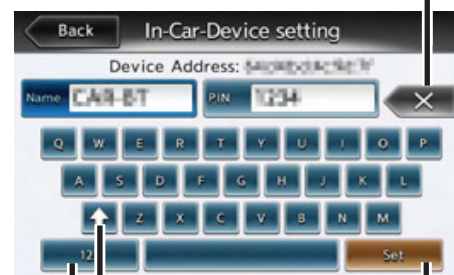 Back In-Car-Device setting
Device Address:
Name CAR-BT PIN 1234
Q W E R T Y U I O P
A S D F G H J K L
Z X C V B N M
Set